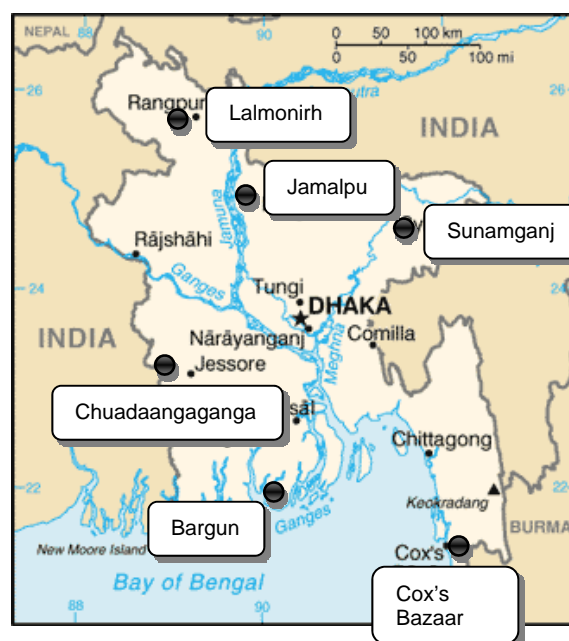 NEPAL
88
90
0 50 100 km
0 50 100 mi
26
Rangpur
Lalmonirh
INDIA
Jamalpu
Jamuna
Sunamganj
Rājshāhi
Ganges
Tungi
24
DHAKA
INDIA
Nārāyanganj
Meghna
Comilla
Jessore
Chuadaangaganga
Chittagong
22
Keokradang
Bargun
Ganges
BURMA
New Moore Island
Cox's
Bay of Bengal
Cox's
Bazaar
88
90